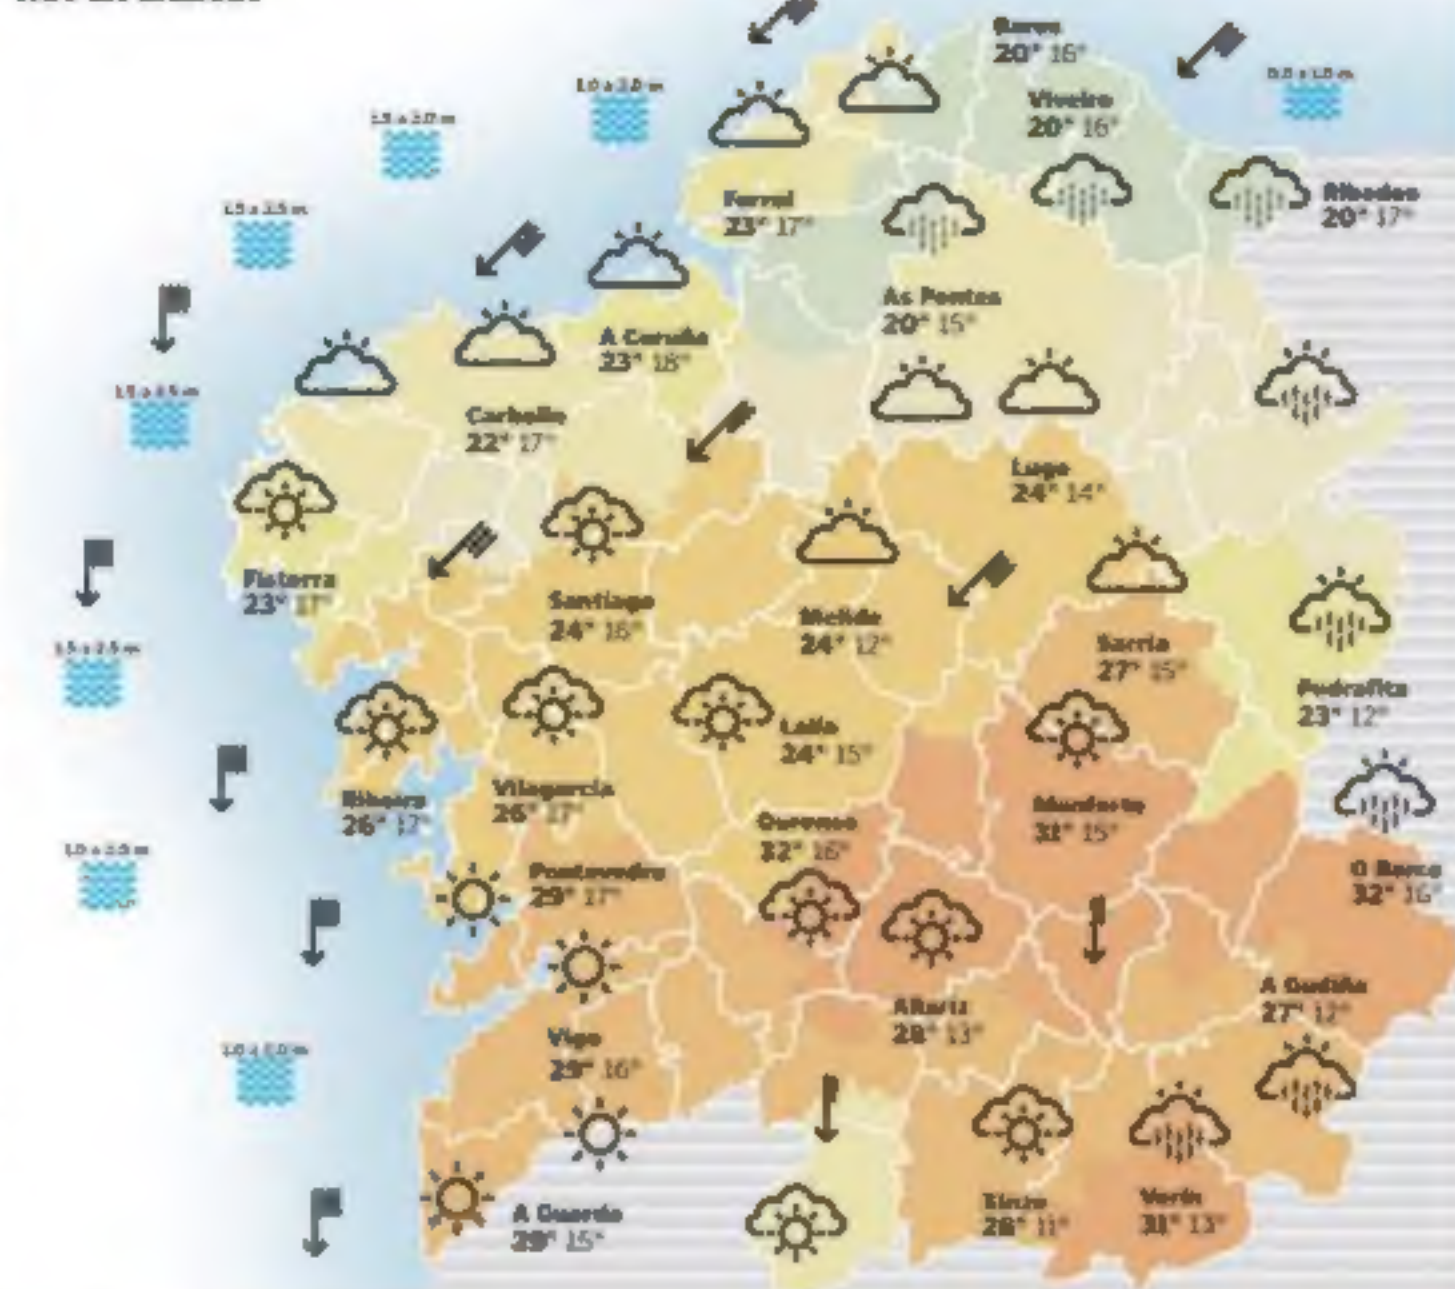 Bares
20° 16°
Viveiro
20° 16°
Ribadeo
20° 17°
Ferrol
23° 17°
As Pontes
20° 15°
A Coruña
23° 18°
Carballo
22° 17°
Lugo
24° 14°
Fisterra
23° 17°
Santiago
24° 16°
Melide
24° 12°
Sarria
27° 15°
Pedrafita
23° 12°
Lalín
24° 15°
Ribeira
26° 17°
Vilagarcía
26° 17°
Monforte
31° 15°
Ourense
32° 16°
Pontevedra
29° 17°
O Barco
32° 16°
A Gudiña
27° 12°
Allariz
28° 13°
Vigo
29° 16°
Xinzo
28° 11°
Verín
31° 13°
A Guarda
29° 15°